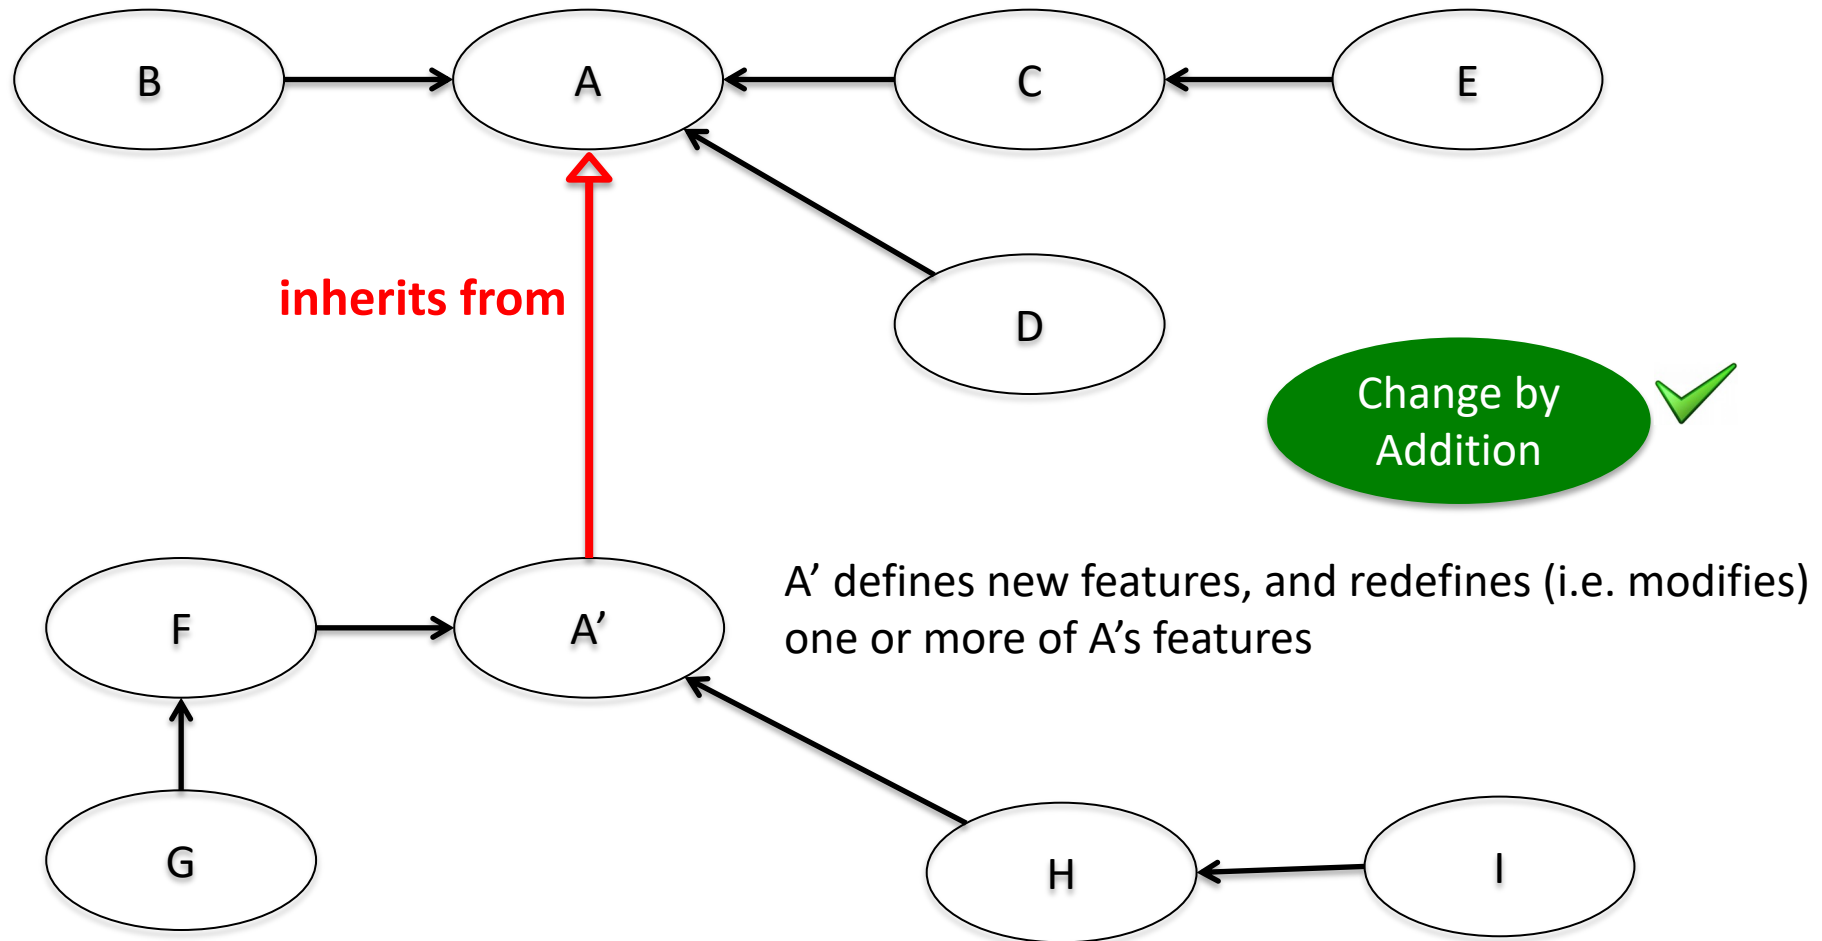 B
A
C
E
inherits from
D
Change by
Addition
A’ defines new features, and redefines (i.e. modifies)
one or more of A’s features
F
A’
G
H
I